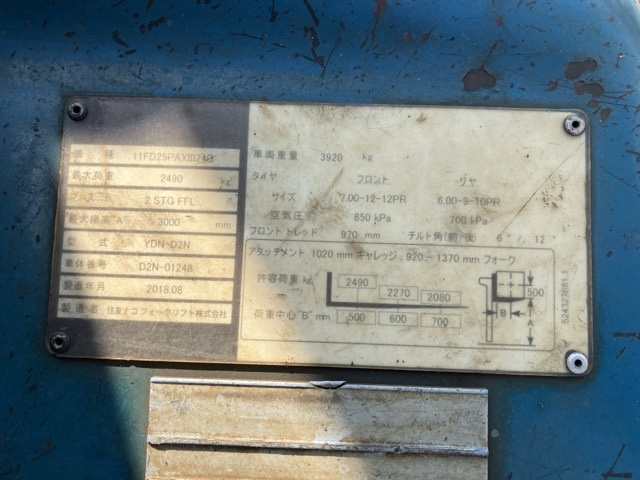 機種 11FD25PAXIII24D
最大荷重 2490 kg
マスト 2 STG FFL
最大揚高 A 3000 mm
型式 YDN-D2N
車体番号 D2N-01248
製造年月 2018.08
製造者 住友ナコフォークリフト株式会社
車両重量 3920 kg
タイヤ フロント リヤ
サイズ 7.00-12-12PR 6.00-9-10PR
空気圧 850 kPa 700 kPa
フロントトレッド 970 mm チルト角(前/後) 6 / 12
アタッチメント 1020 mm キャレッジ, 920 - 1370 mm フォーク
許容荷重 kg 2490 2270 2080
荷重中心 "B" mm 500 600 700
500
B
A